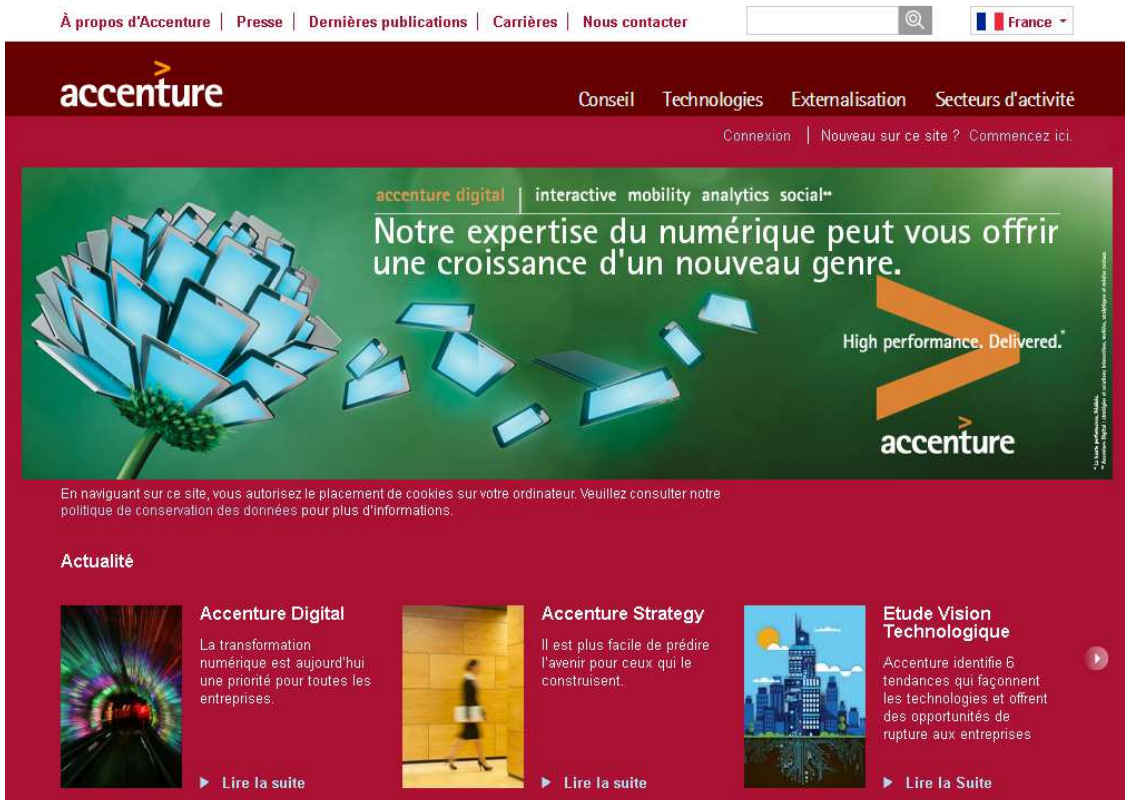 À propos d'Accenture | Presse | Dernières publications | Carrières | Nous contacter
France
accenture
Conseil Technologies Externalisation Secteurs d'activité
Connexion | Nouveau sur ce site ? Commencez ici.
accenture digital | interactive mobility analytics social**
Notre expertise du numérique peut vous offrir
une croissance d'un nouveau genre.
High performance. Delivered.*
accenture
En naviguant sur ce site, vous autorisez le placement de cookies sur votre ordinateur. Veuillez consulter notre
politique de conservation des données pour plus d'informations.
Actualité
Accenture Digital
La transformation
numérique est aujourd'hui
une priorité pour toutes les
entreprises.
Lire la suite
Accenture Strategy
Il est plus facile de prédire
l'avenir pour ceux qui le
construisent.
Lire la suite
Etude Vision
Technologique
Accenture identifie 6
tendances qui façonnent
les technologies et offrent
des opportunités de
rupture aux entreprises
Lire la Suite